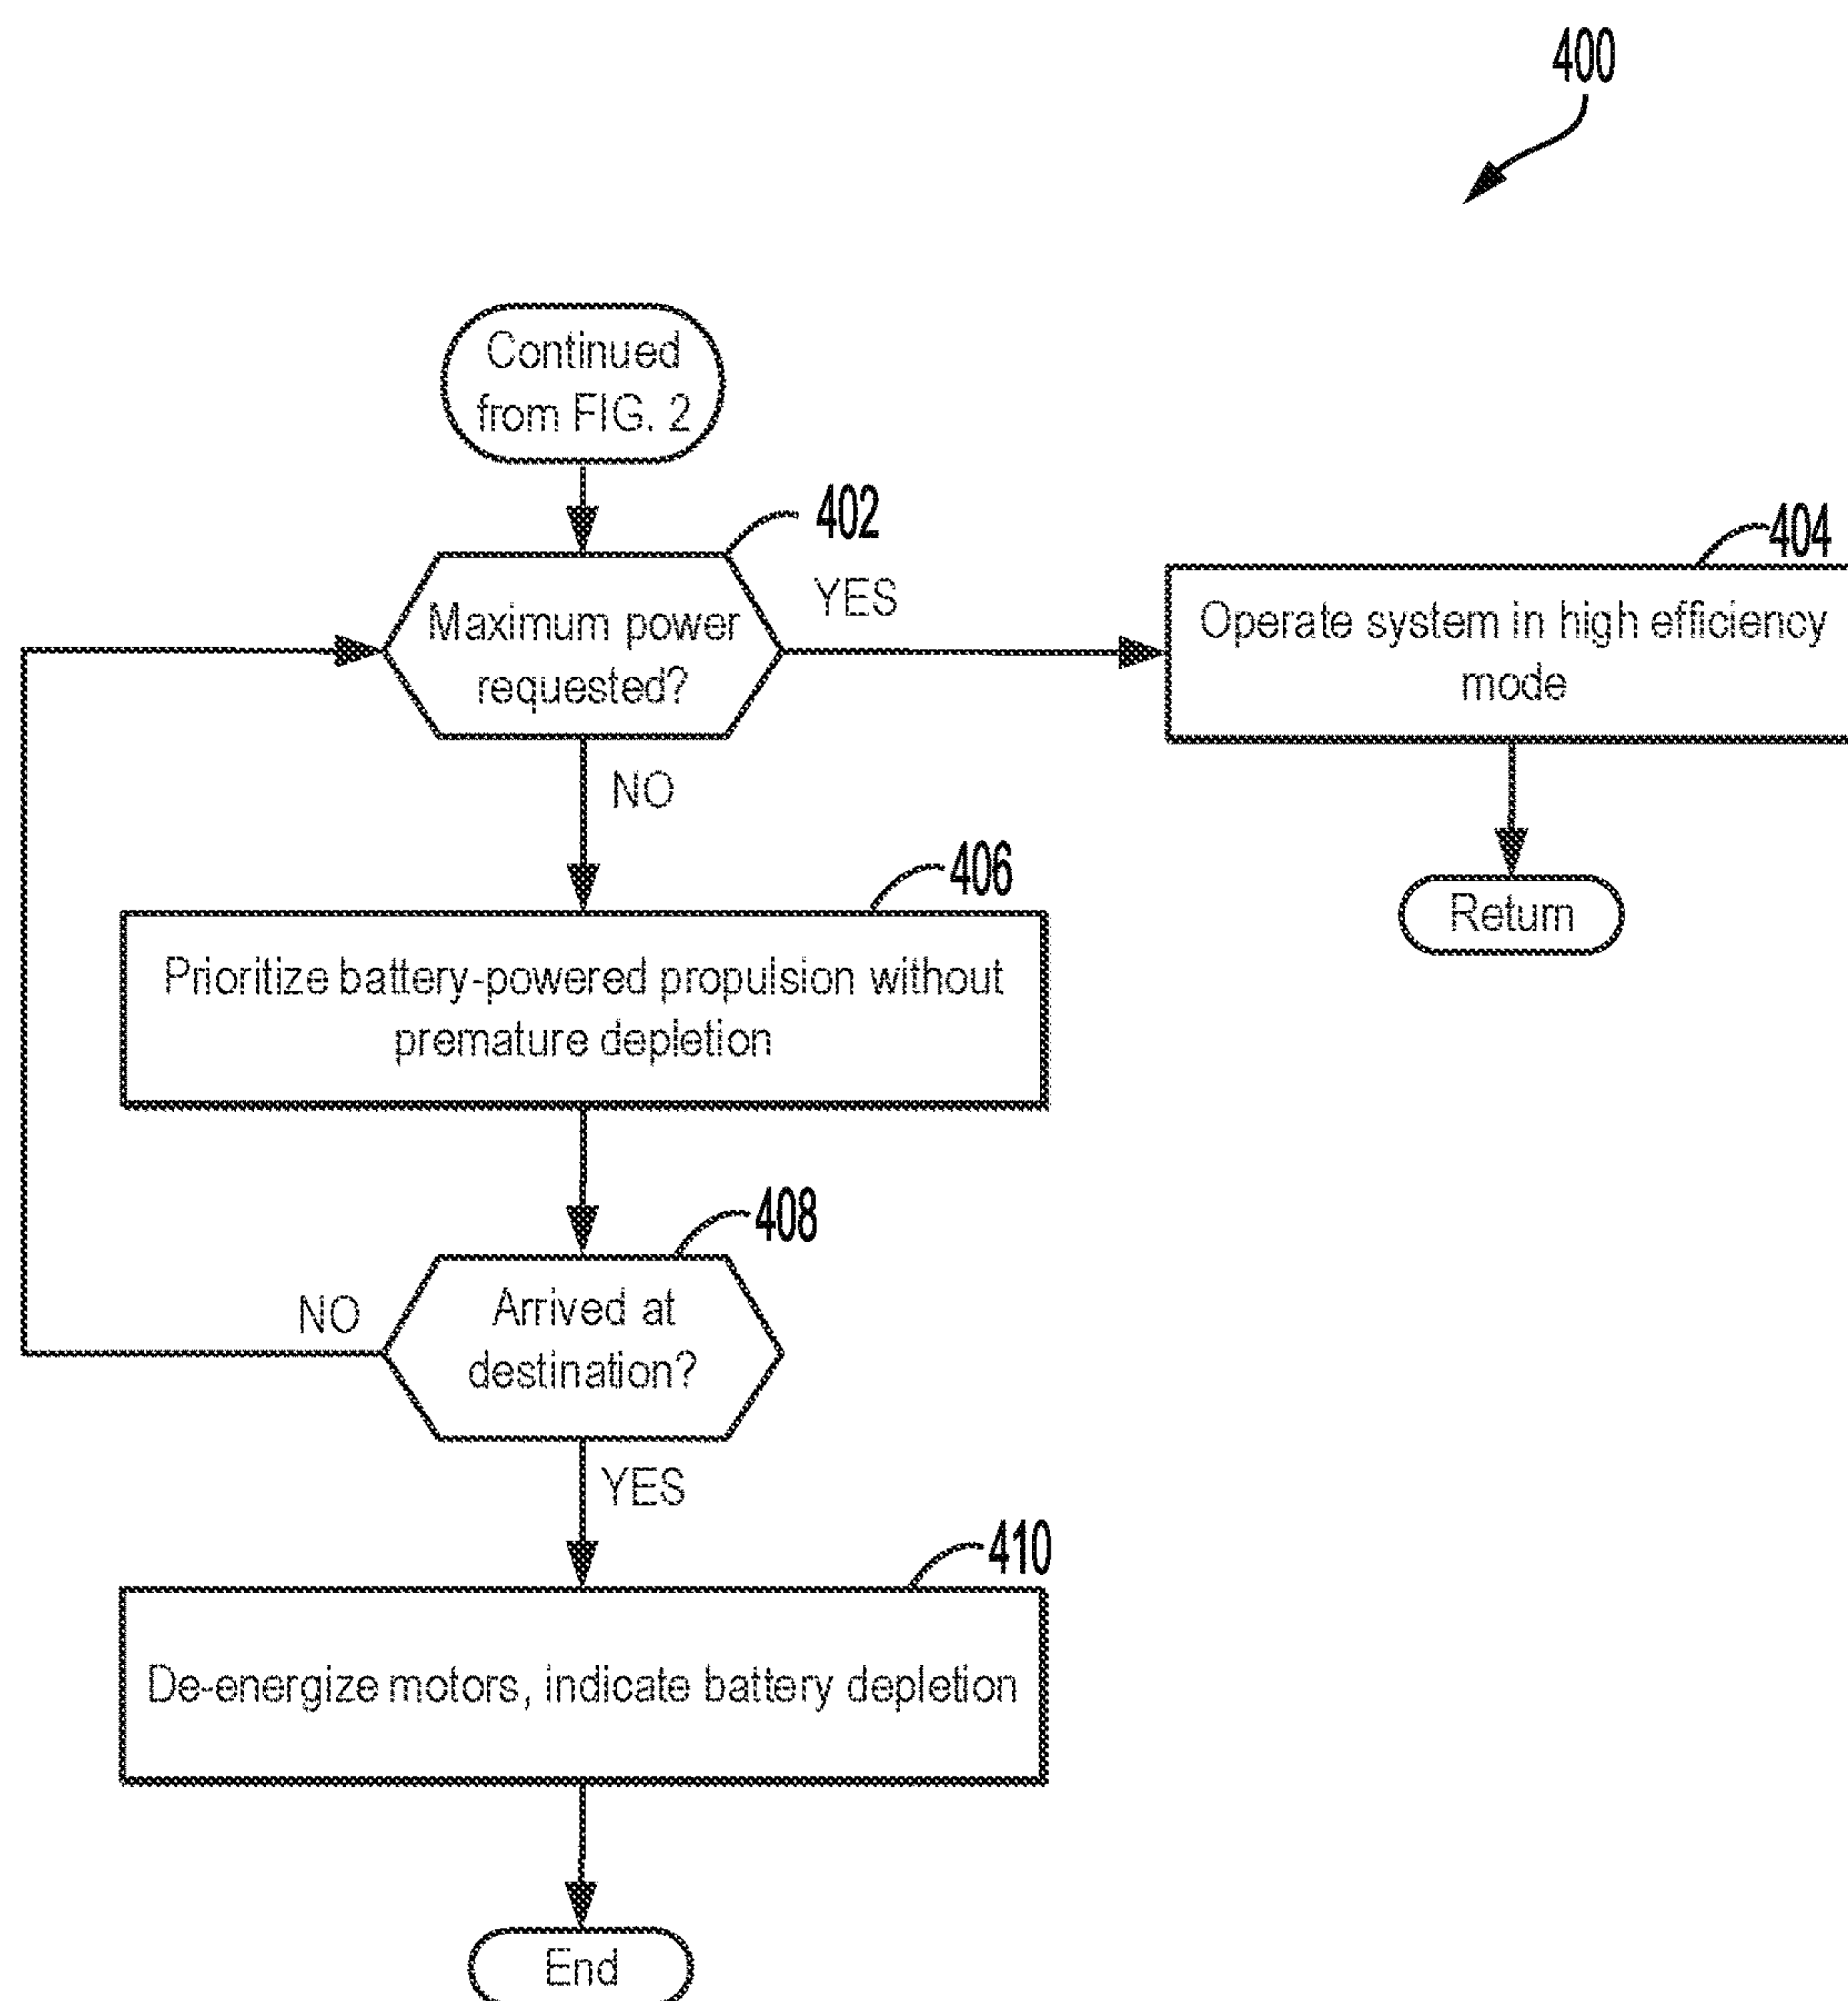 400
Continued
from FIG. 2
402
YES
Maximum power
requested?
404
Operate system in high efficiency
mode
NO
Return
406
Prioritize battery-powered propulsion without
premature depletion
408
Arrived at
destination?
NO
YES
410
De-energize motors, indicate battery depletion
End